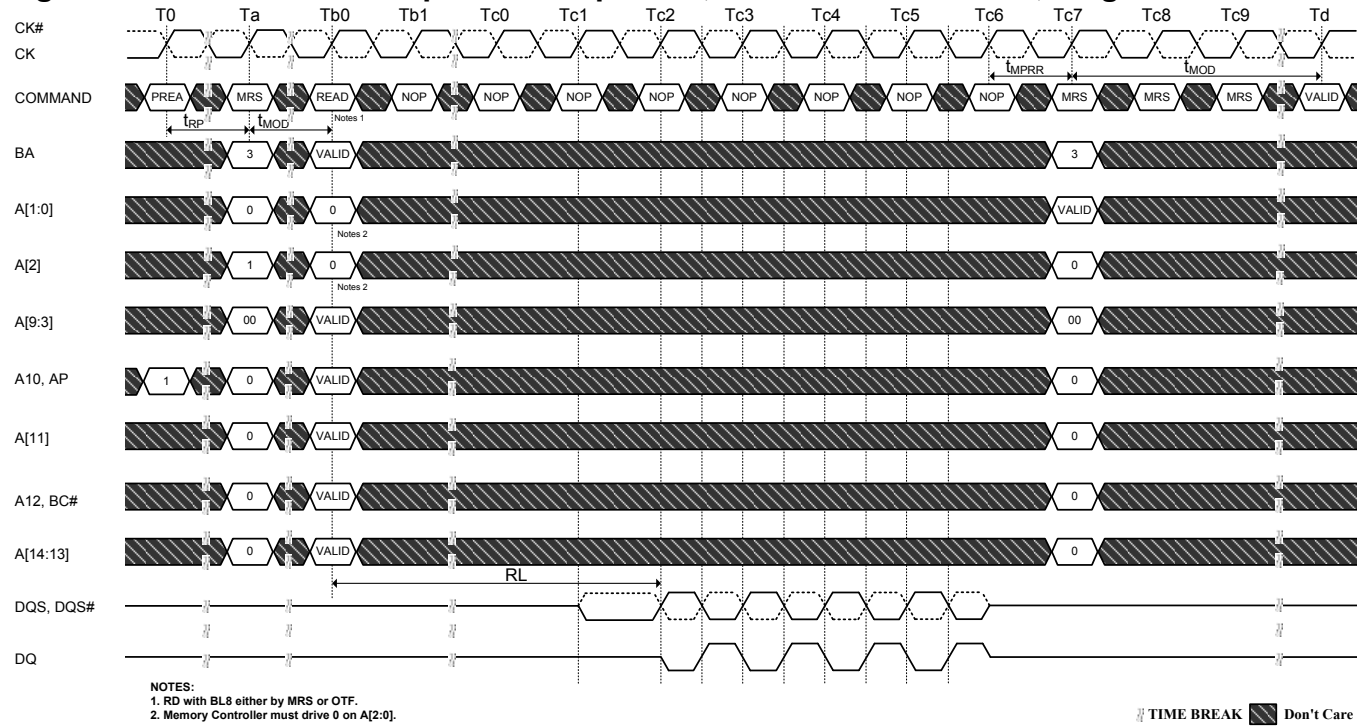 T0 Ta Tb0 Tb1 Tc0 Tc1 Tc2 Tc3 Tc4 Tc5 Tc6 Tc7 Tc8 Tc9 Td
CK#
CK
tMPRR tMOD
COMMAND PREA MRS READ NOP NOP NOP NOP NOP NOP NOP NOP MRS MRS MRS VALID
tRP tMOD Notes 1
BA 3 VALID 3
A[1:0] 0 0 VALID
Notes 2
A[2] 1 0 0
Notes 2
A[9:3] 00 VALID 00
A10, AP 1 0 VALID 0
A[11] 0 VALID 0
A12, BC# 0 VALID 0
A[14:13] 0 VALID 0
RL
DQS, DQS#
DQ
NOTES:
1. RD with BL8 either by MRS or OTF.
2. Memory Controller must drive 0 on A[2:0].
TIME BREAK Don't Care